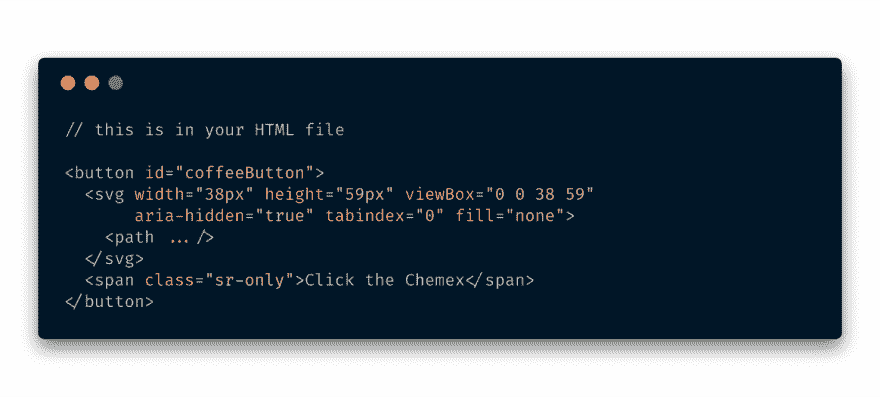 // this is in your HTML file
<button id="coffeeButton">
<svg width="38px" height="59px" viewBox="0 0 38 59"
aria-hidden="true" tabindex="0" fill="none">
<path ... />
</svg>
<span class="sr-only">Click the Chemex</span>
</button>